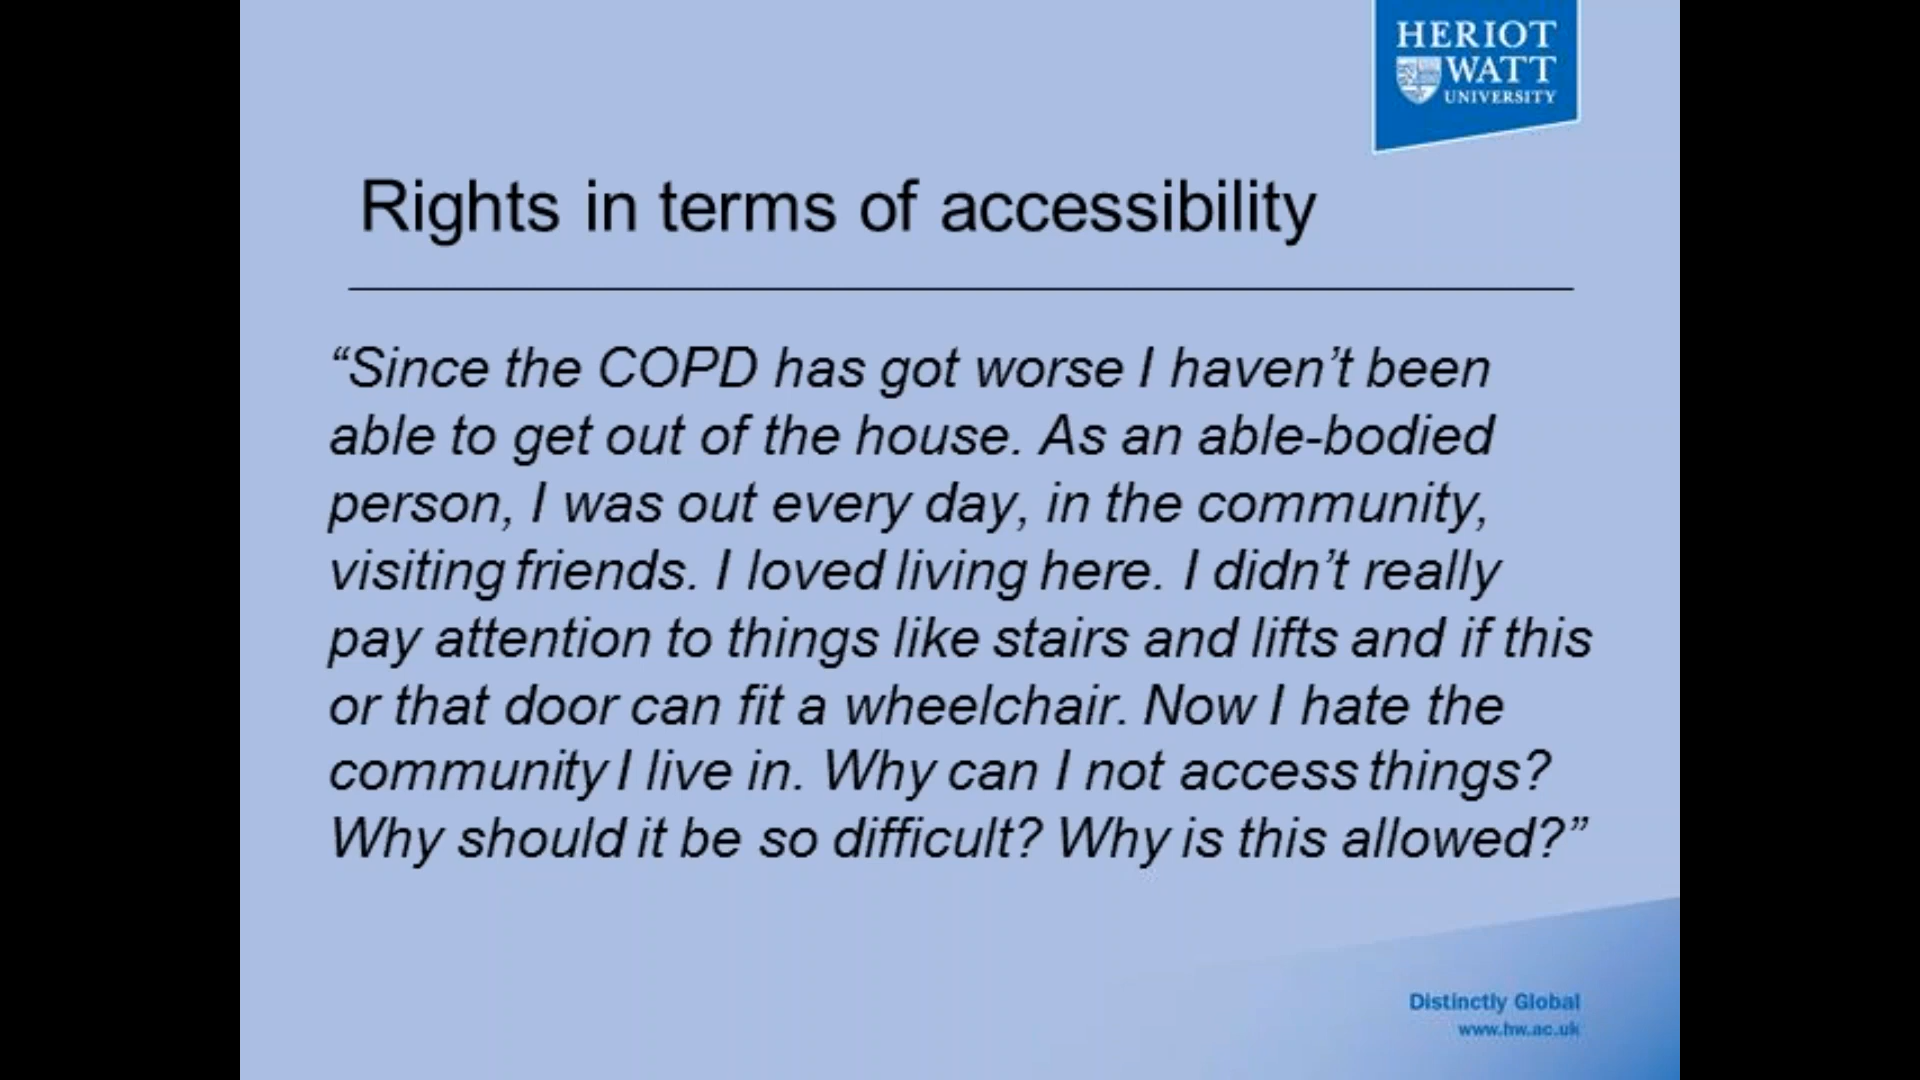 HERIOT
WATT
UNIVERSITY
Rights in terms of accessibility
“Since the COPD has got worse I haven’t been
able to get out of the house. As an able-bodied
person, I was out every day, in the community,
visiting friends. I loved living here. I didn’t really
pay attention to things like stairs and lifts and if this
or that door can fit a wheelchair. Now I hate the
community I live in. Why can I not access things?
Why should it be so difficult? Why is this allowed?”
Distinctly Global
www.hw.ac.uk